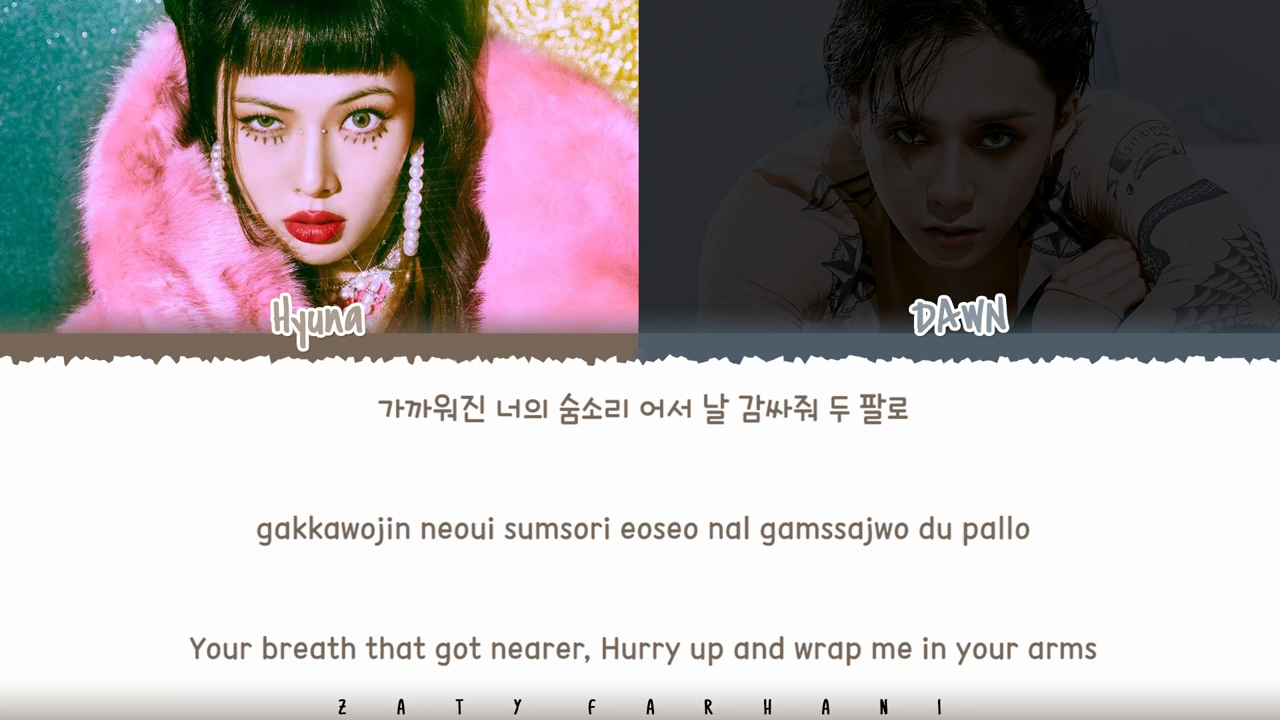 Hyuna
DAWN
가까워진 너의 숨소리 어서 날 감싸줘 두 팔로
gakkawojin neoui sumsori eoseo nal gamssajwo du pallo
Your breath that got nearer, Hurry up and wrap me in your arms
ZATY FARHANI